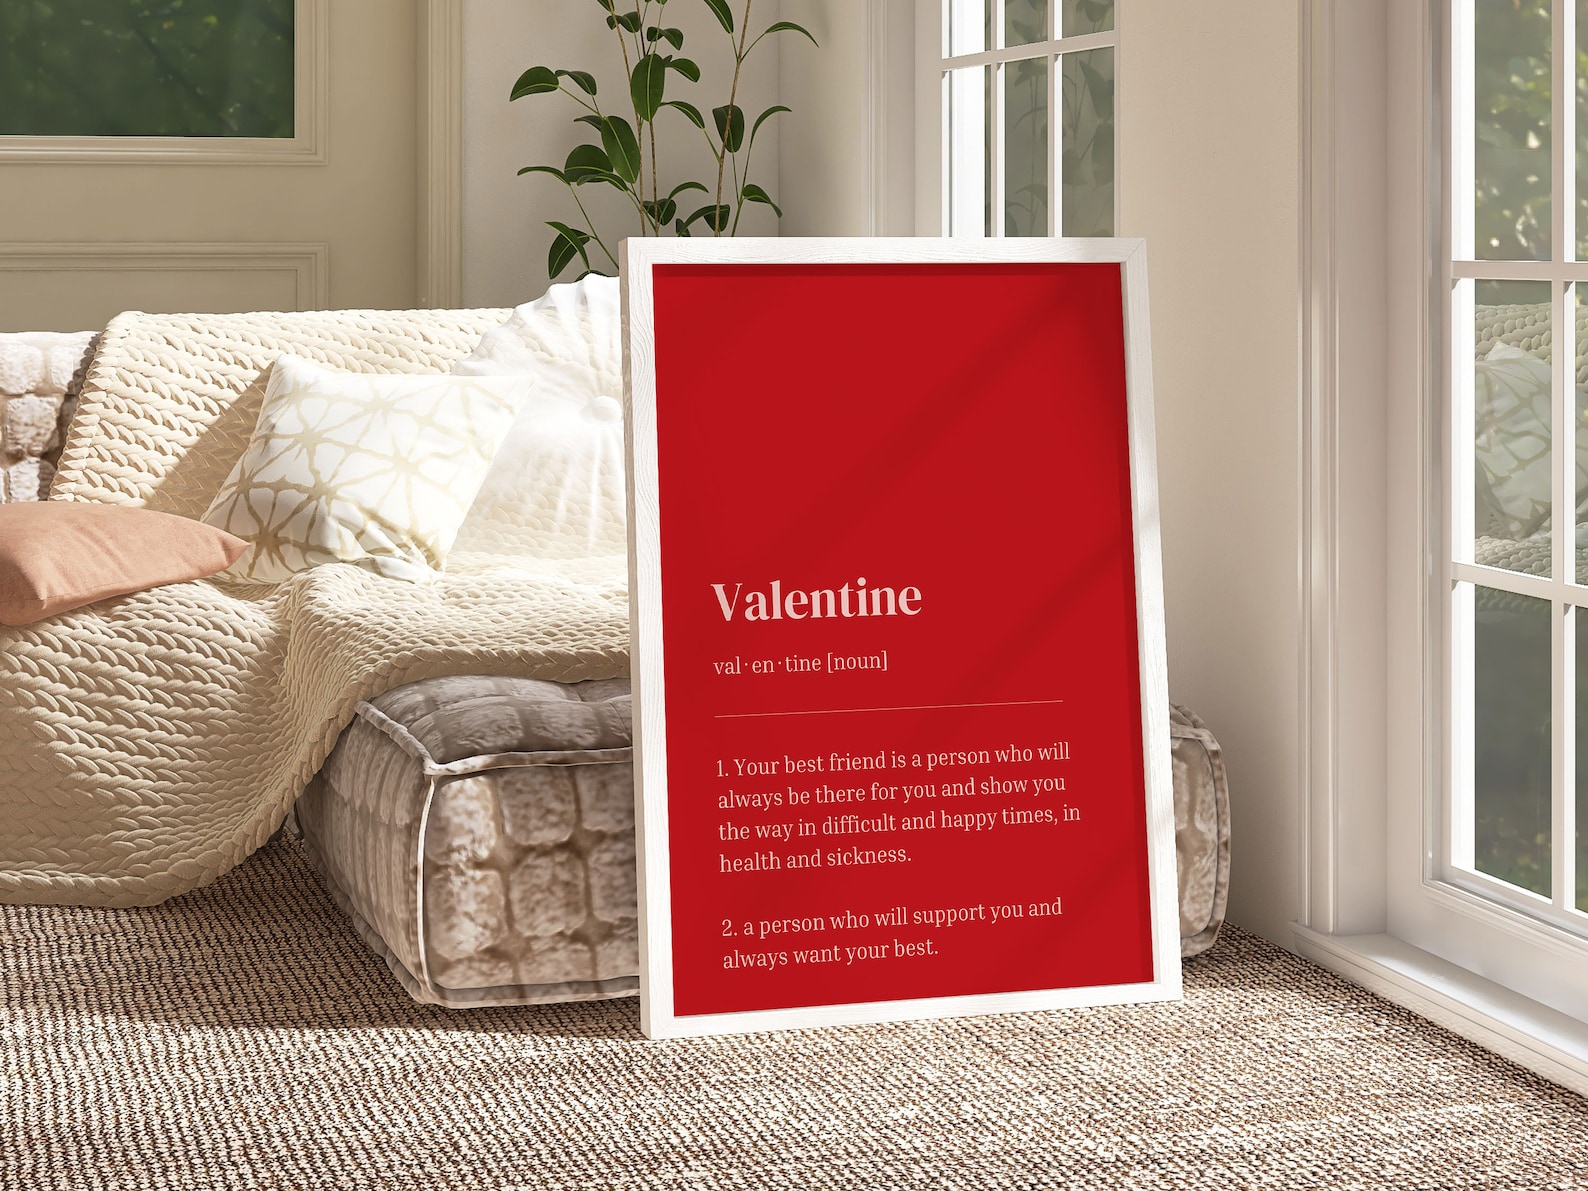 Valentine
val·en·tine [noun]
1. Your best friend is a person who will
always be there for you and show you
the way in difficult and happy times, in
health and sickness.
2. a person who will support you and
always want your best.